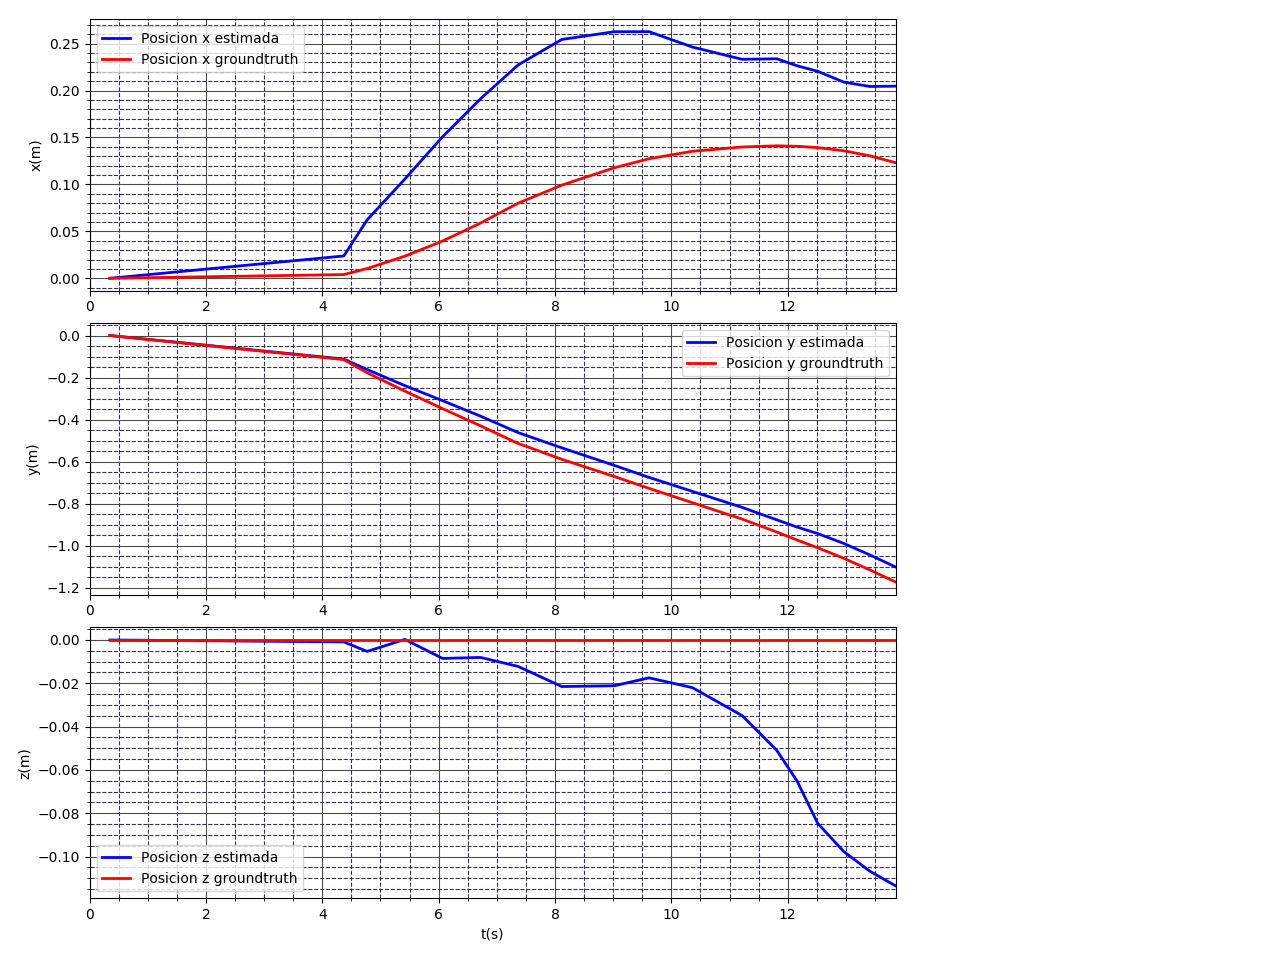 Posicion x estimada
Posicion x groundtruth
x(m)
0.25
0.20
0.15
0.10
0.05
0.00
0 2 4 6 8 10 12
Posicion y estimada
Posicion y groundtruth
y(m)
0.0
−0.2
−0.4
−0.6
−0.8
−1.0
−1.2
0 2 4 6 8 10 12
z(m)
0.00
−0.02
−0.04
−0.06
−0.08
−0.10
Posicion z estimada
Posicion z groundtruth
0 2 4 6 8 10 12
t(s)